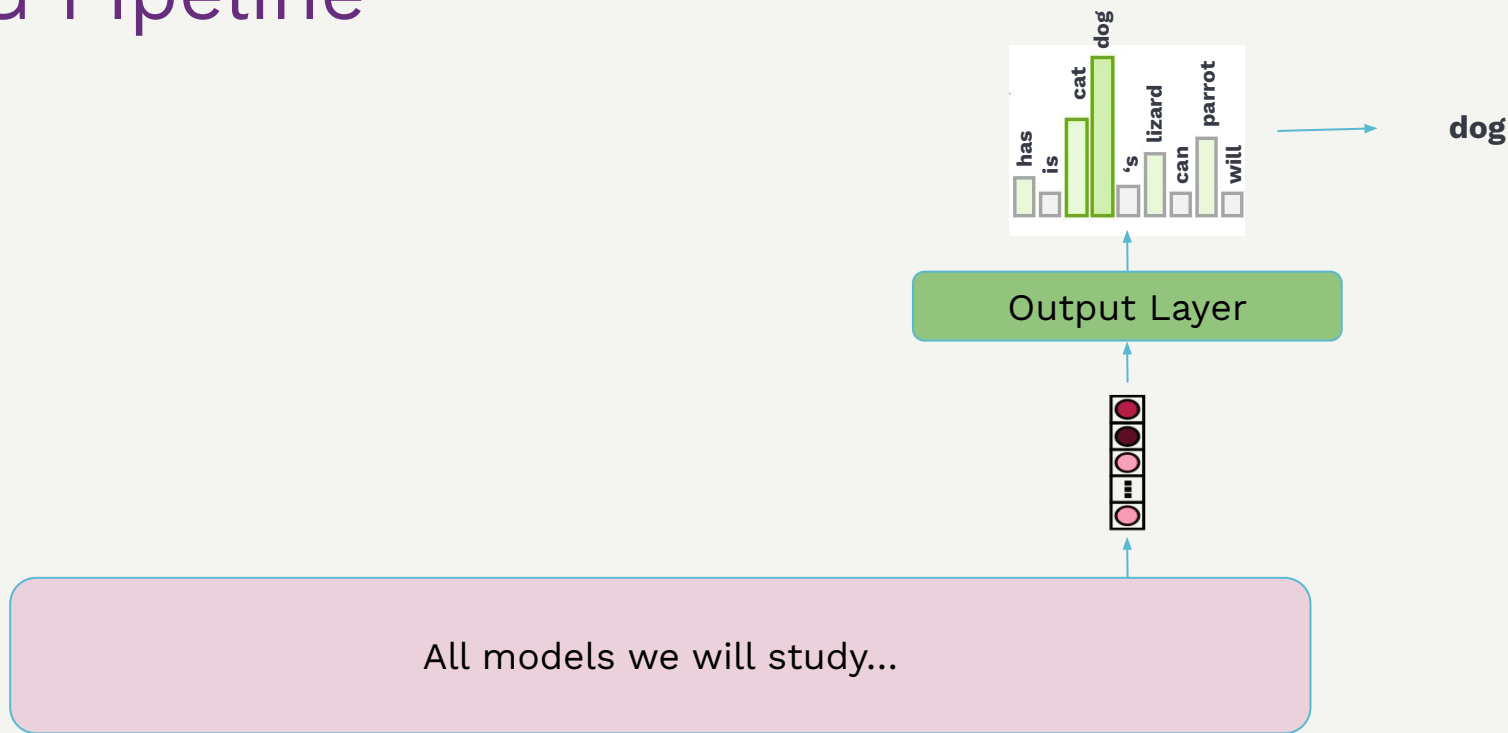 Pipeline
has
is
cat
dog
‘s
lizard
can
parrot
will
dog
Output Layer
All models we will study...